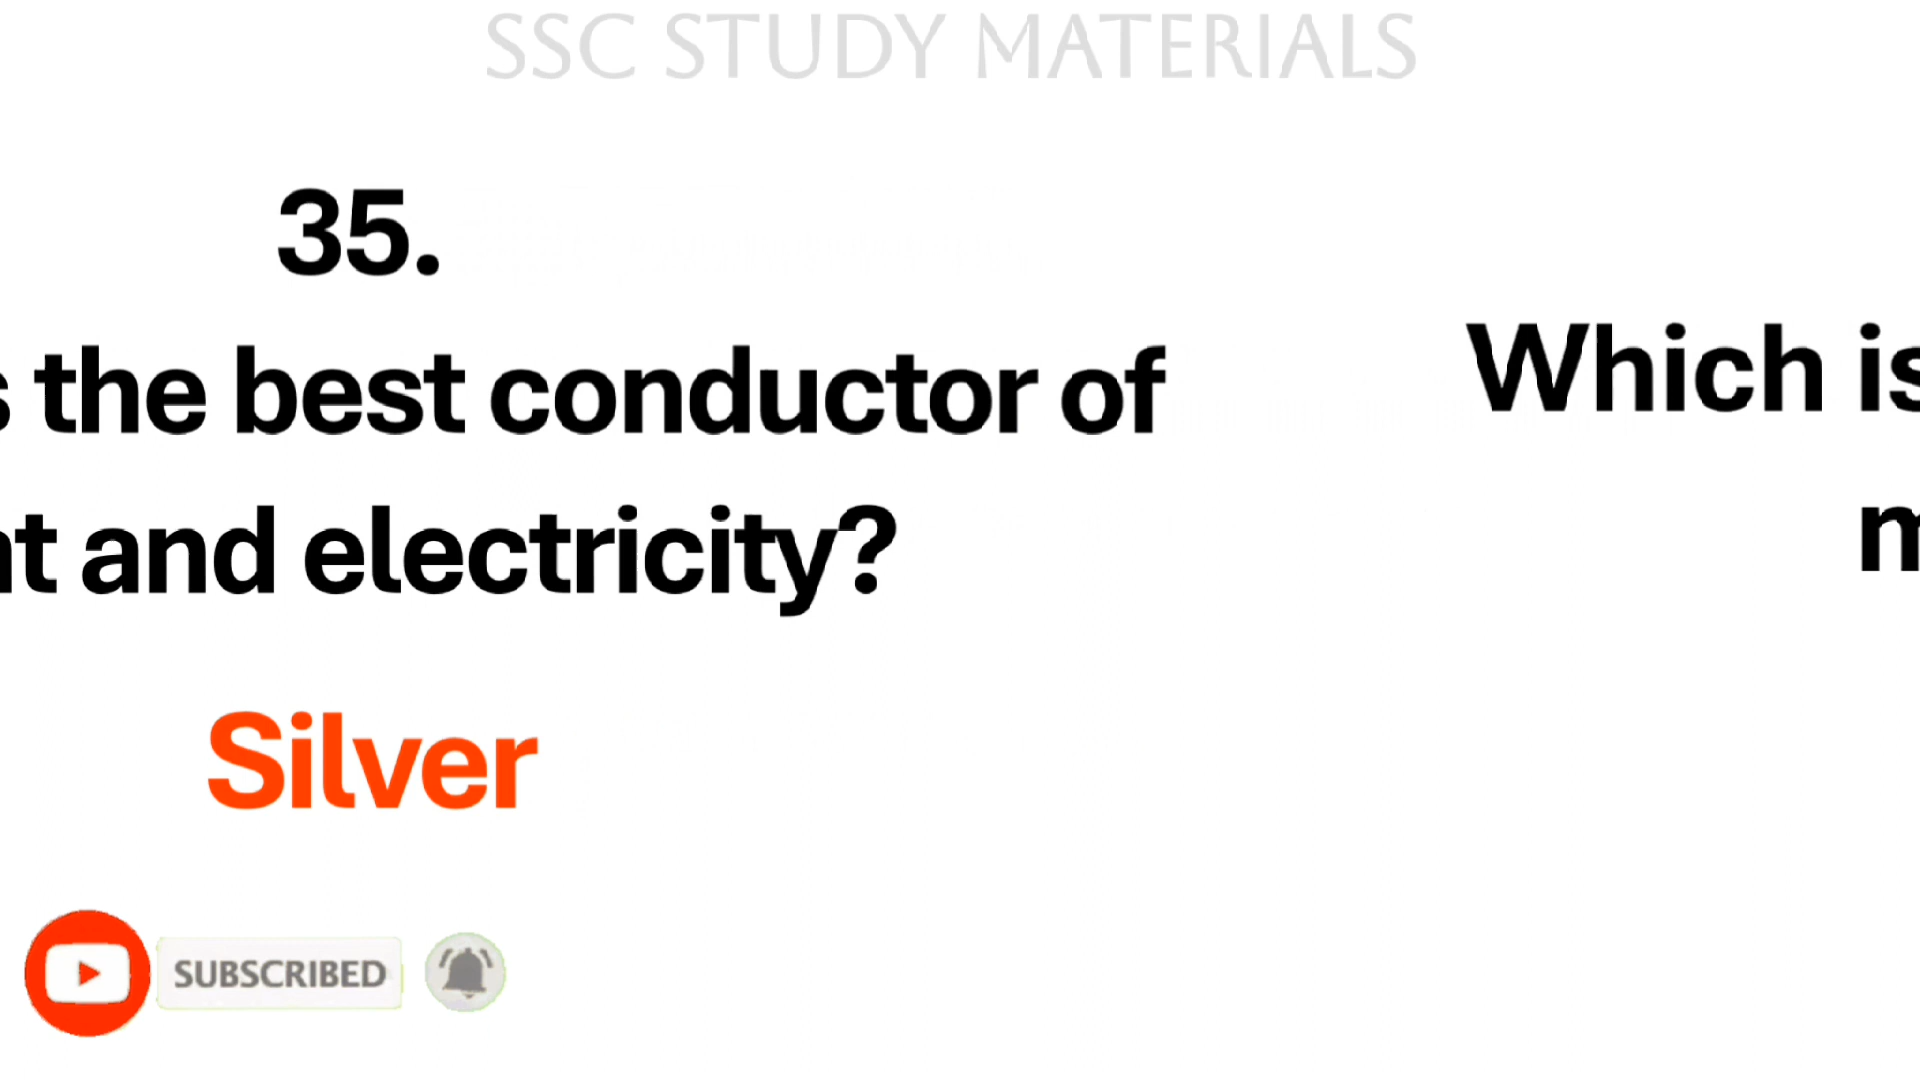 SSC STUDY MATERIALS
35.
the best conductor of
and electricity?
Silver
Which is
SUBSCRIBED